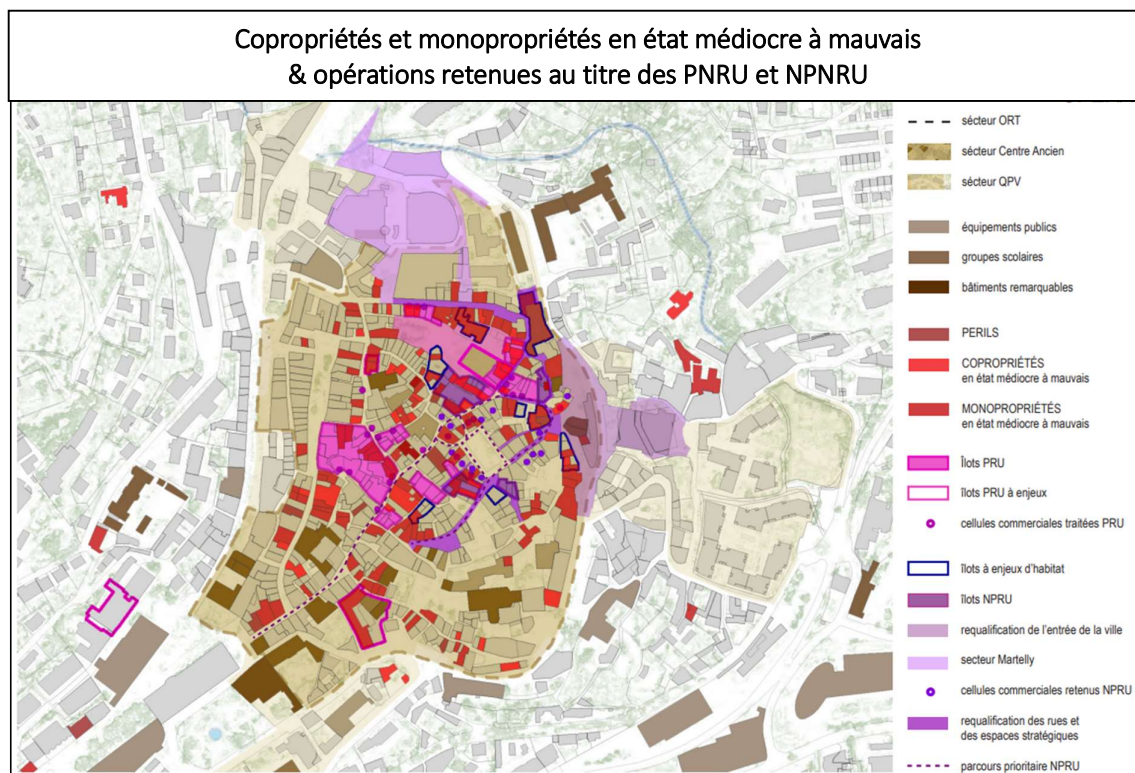 Copropriétés et monopropriétés en état médiocre à mauvais
& opérations retenues au titre des PNRU et NPNRU
sécteur ORT
sécteur Centre Ancien
sécteur QPV
équipements publics
groupes scolaires
bâtiments remarquables
PERILS
COPROPRIÉTÉS
en état médiocre à mauvais
MONOPROPRIÉTÉS
en état médiocre à mauvais
Îlots PRU
îlots PRU à enjeux
cellules commerciales traitées PRU
îlots à enjeux d'habitat
îlots NPRU
requalification de l'entrée de la ville
secteur Martelly
cellules commerciales retenus NPRU
requalification des rues et
des espaces stratégiques
parcours prioritaire NPRU